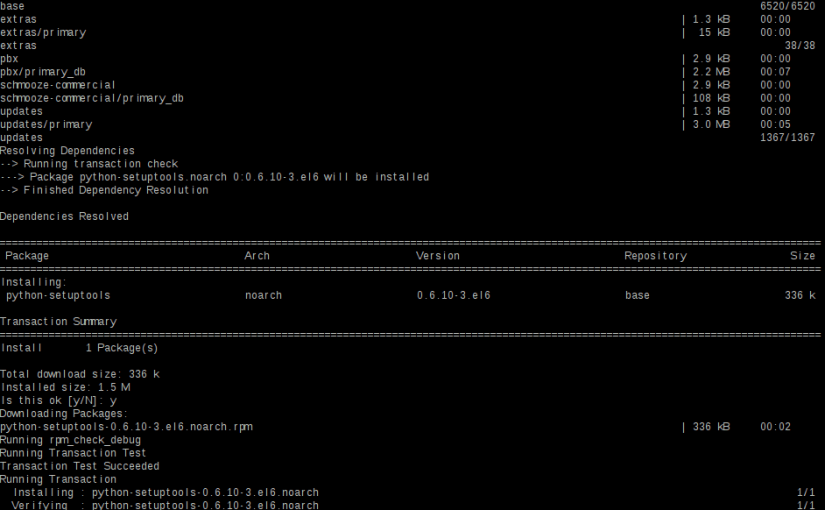 base 6520/6520
extras | 1.3 kB 00:00
extras/primary | 15 kB 00:00
extras 38/38
pbx | 2.9 kB 00:00
pbx/primary_db | 2.2 MB 00:07
schmooze-commercial | 2.9 kB 00:00
schmooze-commercial/primary_db | 108 kB 00:00
updates | 1.3 kB 00:00
updates/primary | 3.0 MB 00:05
updates 1367/1367
Resolving Dependencies
--> Running transaction check
---> Package python-setuptools.noarch 0:0.6.10-3.el6 will be installed
--> Finished Dependency Resolution
Dependencies Resolved
================================================================================
Package Arch Version Repository Size
================================================================================
Installing:
python-setuptools noarch 0.6.10-3.el6 base 336 k
Transaction Summary
================================================================================
Install 1 Package(s)
Total download size: 336 k
Installed size: 1.5 M
Is this ok [y/N]: y
Downloading Packages:
python-setuptools-0.6.10-3.el6.noarch.rpm | 336 kB 00:02
Running rpm_check_debug
Running Transaction Test
Transaction Test Succeeded
Running Transaction
Installing : python-setuptools-0.6.10-3.el6.noarch 1/1
Verifying : python-setuptools-0.6.10-3.el6.noarch 1/1